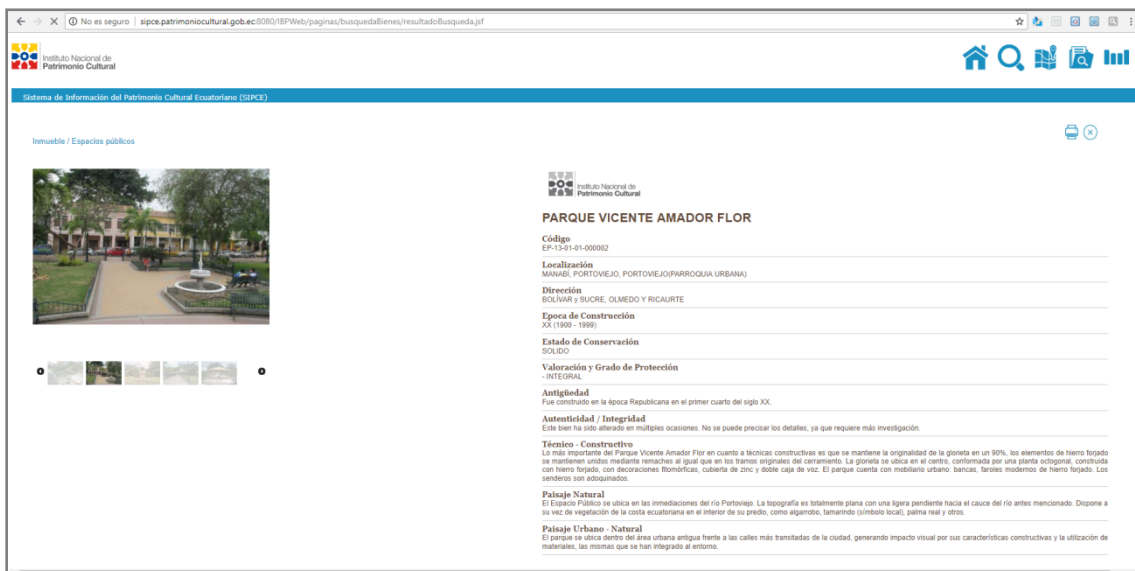 No es seguro | sipce.patrimoniocultural.gob.ec:8080/IBPWeb/paginas/busquedaBienes/resultadoBusqueda.jsf
Instituto Nacional de
Patrimonio Cultural
Sistema de Información del Patrimonio Cultural Ecuatoriano (SIPCE)
Inmueble / Espacios públicos
Instituto Nacional de
Patrimonio Cultural
PARQUE VICENTE AMADOR FLOR
Código
EP-13-01-01-000002
Localización
MANABÍ, PORTOVIEJO, PORTOVIEJO(PARROQUIA URBANA)
Dirección
BOLÍVAR y SUCRE, OLMEDO Y RICAURTE
Epoca de Construcción
XX (1900 - 1999)
Estado de Conservación
SOLIDO
Valoración y Grado de Protección
- INTEGRAL
Antigüedad
Fue construido en la época Republicana en el primer cuarto del siglo XX.
Autenticidad / Integridad
Este bien ha sido alterado en múltiples ocasiones. No se puede precisar los detalles, ya que requiere más investigación.
Técnico - Constructivo
Lo más importante del Parque Vicente Amador Flor en cuanto a técnicas constructivas es que se mantiene la originalidad de la glorieta en un 90%, los elementos de hierro forjado
se mantienen unidos mediante remaches al igual que en los tramos originales del cerramiento. La glorieta se ubica en el centro, conformada por una planta octogonal, construida
con hierro forjado, con decoraciones fitomórficas, cubierta de zinc y doble caja de voz. El parque cuenta con mobiliario urbano: bancas, faroles modernos de hierro forjado. Los
senderos son adoquinados.
Paisaje Natural
El Espacio Público se ubica en las inmediaciones del río Portoviejo. La topografía es totalmente plana con una ligera pendiente hacia el cauce del río antes mencionado. Dispone a
su vez de vegetación de la costa ecuatoriana en el interior de su predio, como algarrobo, tamarindo (símbolo local), palma real y otros.
Paisaje Urbano - Natural
El parque se ubica dentro del área urbana antigua frente a las calles más transitadas de la ciudad, generando impacto visual por sus características constructivas y la utilización de
materiales, las mismas que se han integrado al entorno.